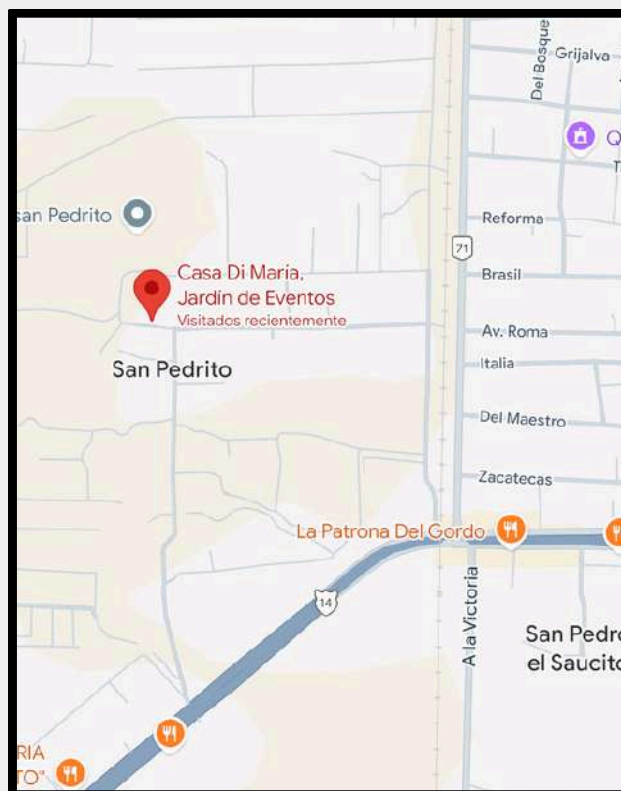 Del Bosque
Grijalva
Q
T
san Pedrito
Reforma
71
Casa Di Maria,
Jardín de Eventos
Visitados recientemente
Brasil
Av. Roma
San Pedrito
Italia
Del Maestro
Zacatecas
La Patrona Del Gordo
14
A la Victoria
San Pedro
el Saucito
RIA
TO"